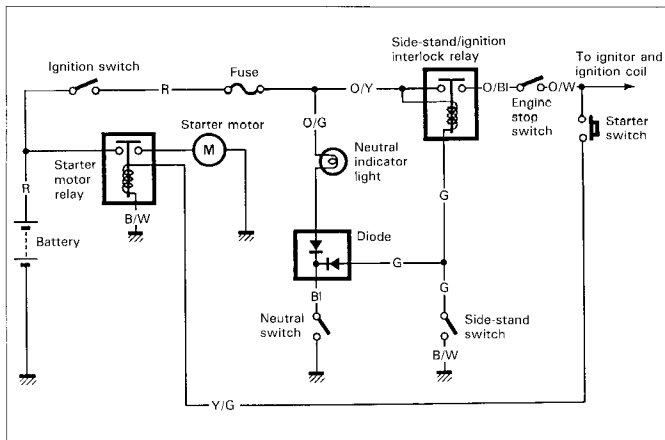 Side-stand/ignition
interlock relay
To ignitor and
ignition coil
Ignition switch
R
Fuse
O/Y
O/Bl
O/W
Engine
stop
switch
Starter
switch
O/G
Starter motor
M
Neutral
indicator
light
Starter
motor
relay
R
B/W
G
Battery
Diode
G
Bl
G
Neutral
switch
Side-stand
switch
B/W
Y/G